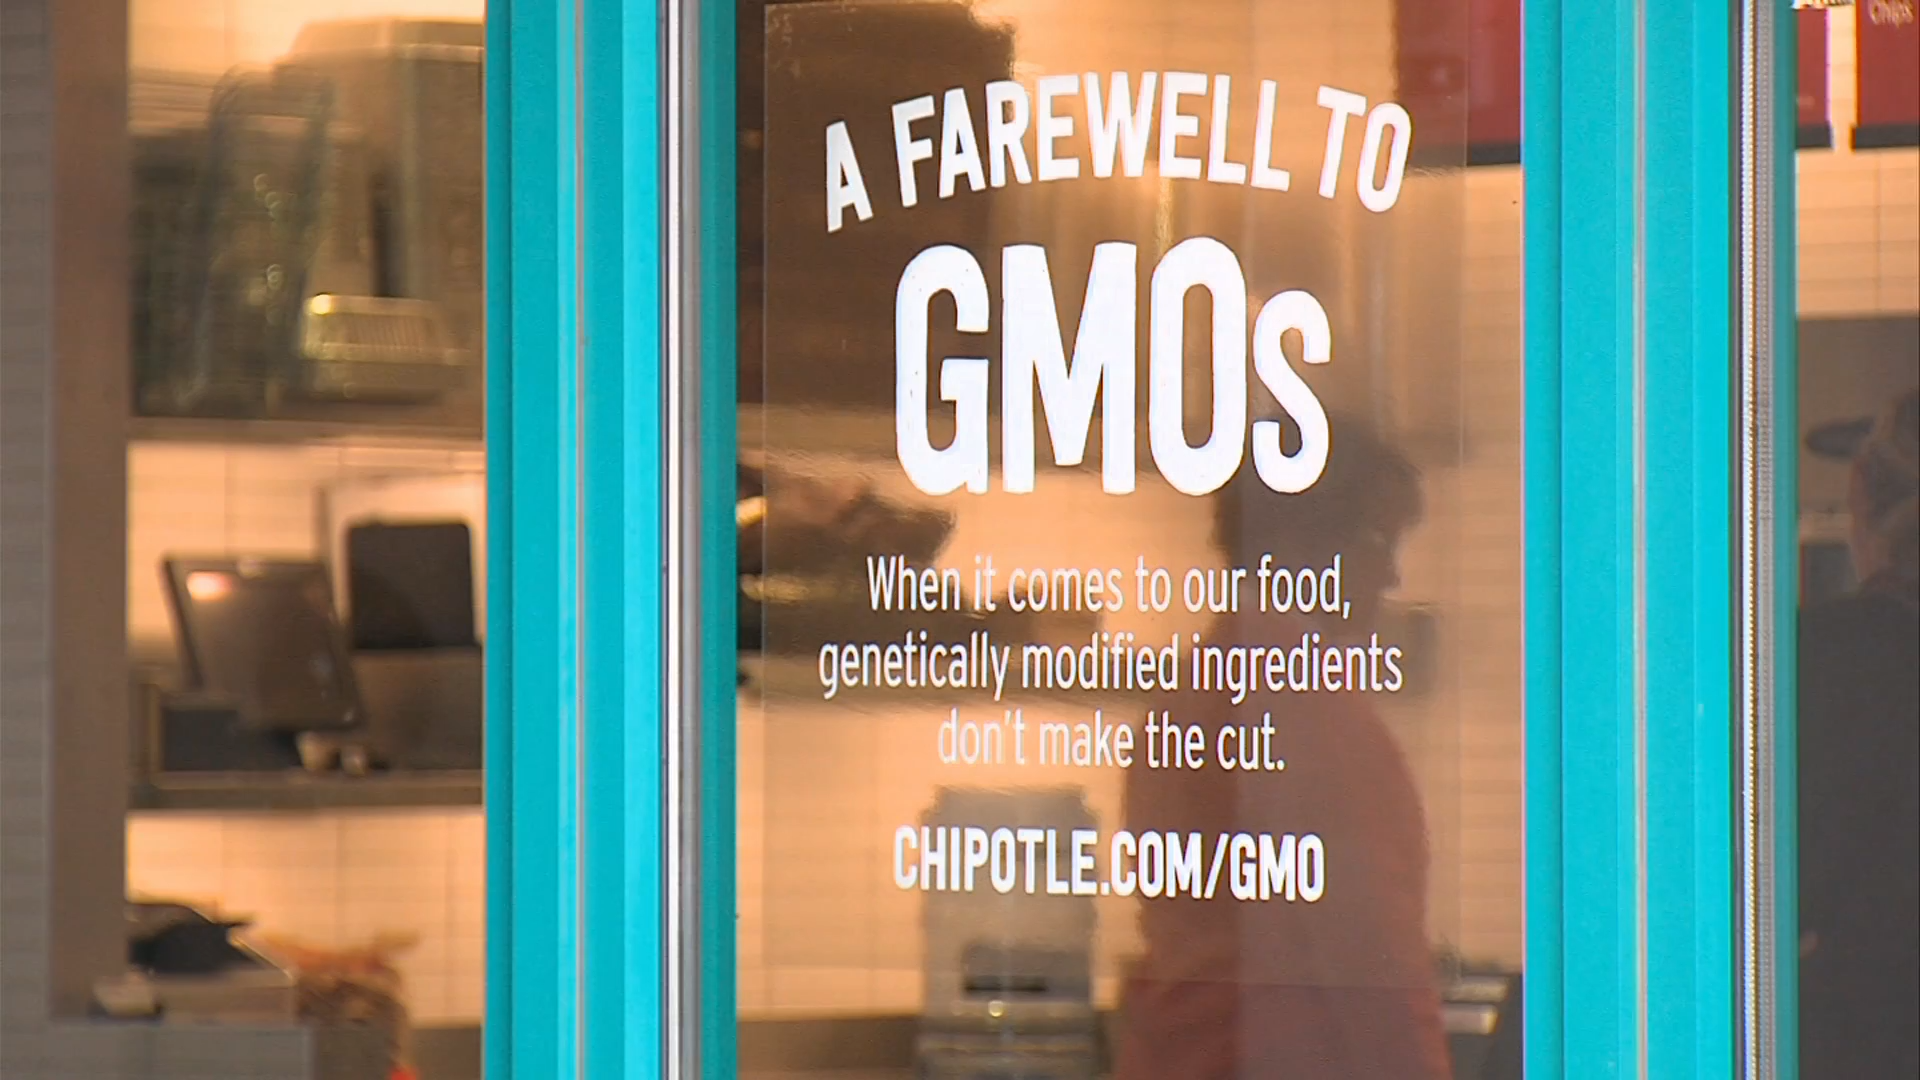 A FAREWELL TO
GMOs
When it comes to our food,
genetically modified ingredients
don't make the cut.
CHIPOTLE.COM/GMO
Chips